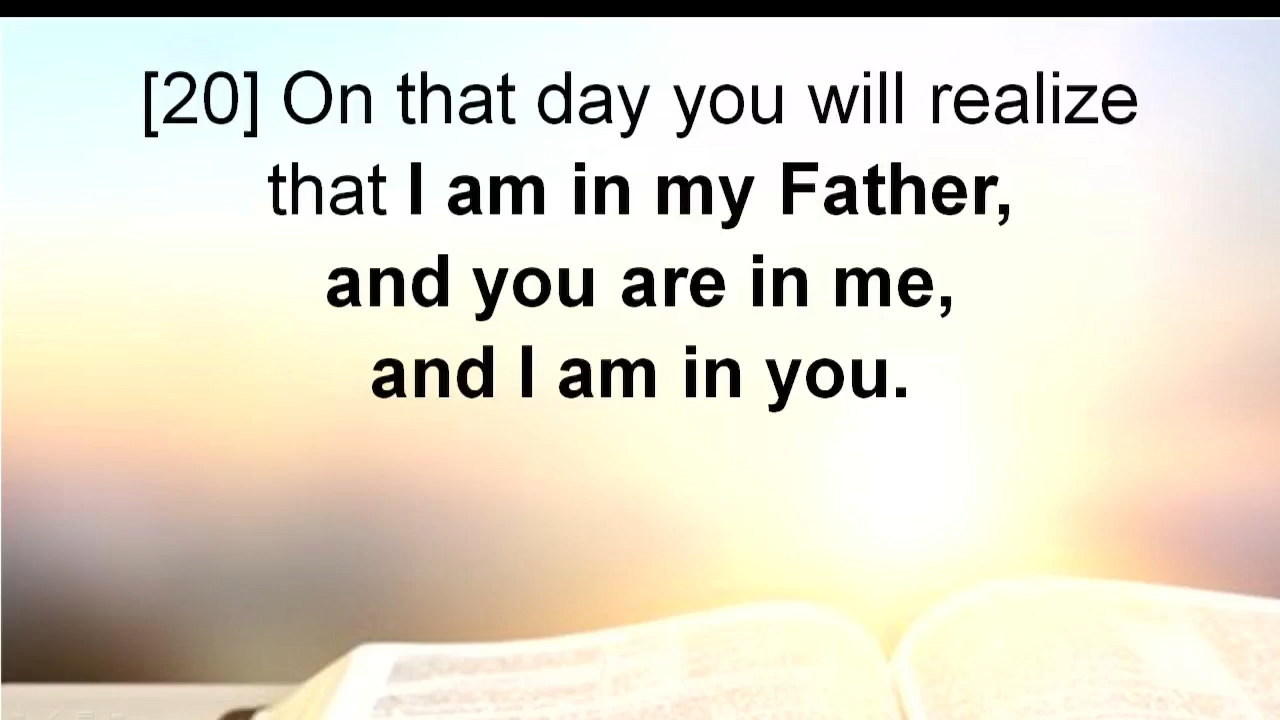 [20] On that day you will realize
that I am in my Father,
and you are in me,
and I am in you.